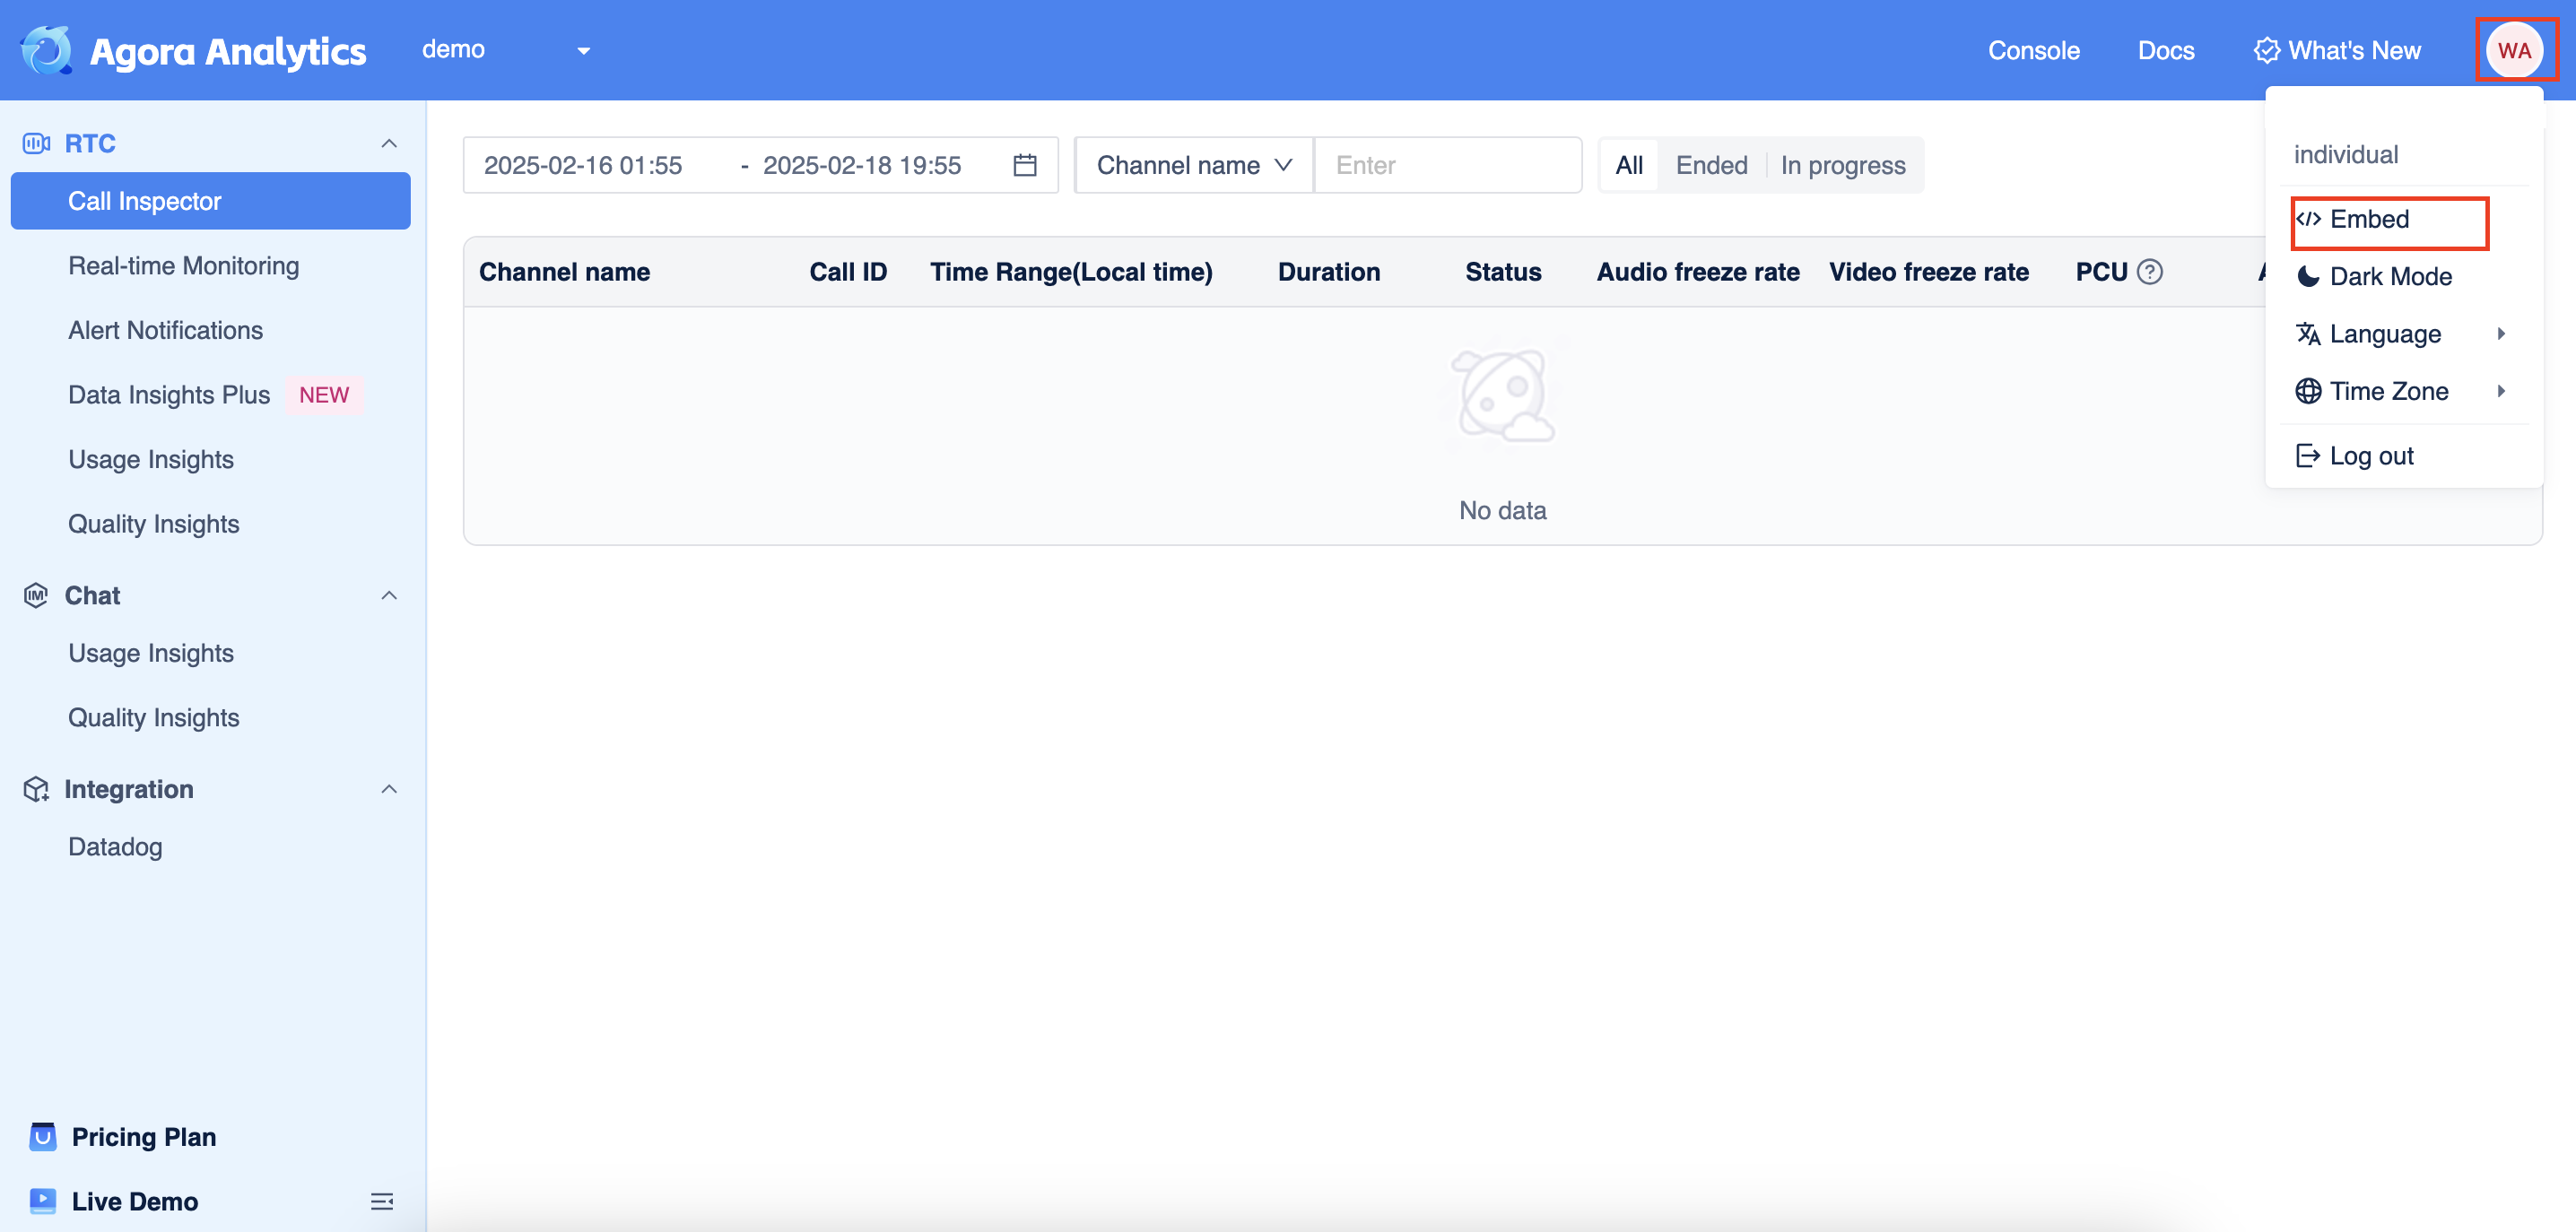 Agora Analytics
demo
Console
Docs
What's New
WA
RTC
Call Inspector
Real-time Monitoring
Alert Notifications
Data Insights Plus NEW
Usage Insights
Quality Insights
Chat
Usage Insights
Quality Insights
Integration
Datadog
Pricing Plan
Live Demo
2025-02-16 01:55 - 2025-02-18 19:55
Channel name
Enter
All Ended In progress
Channel name Call ID Time Range(Local time) Duration Status Audio freeze rate Video freeze rate PCU
No data
individual
Embed
Dark Mode
Language
Time Zone
Log out